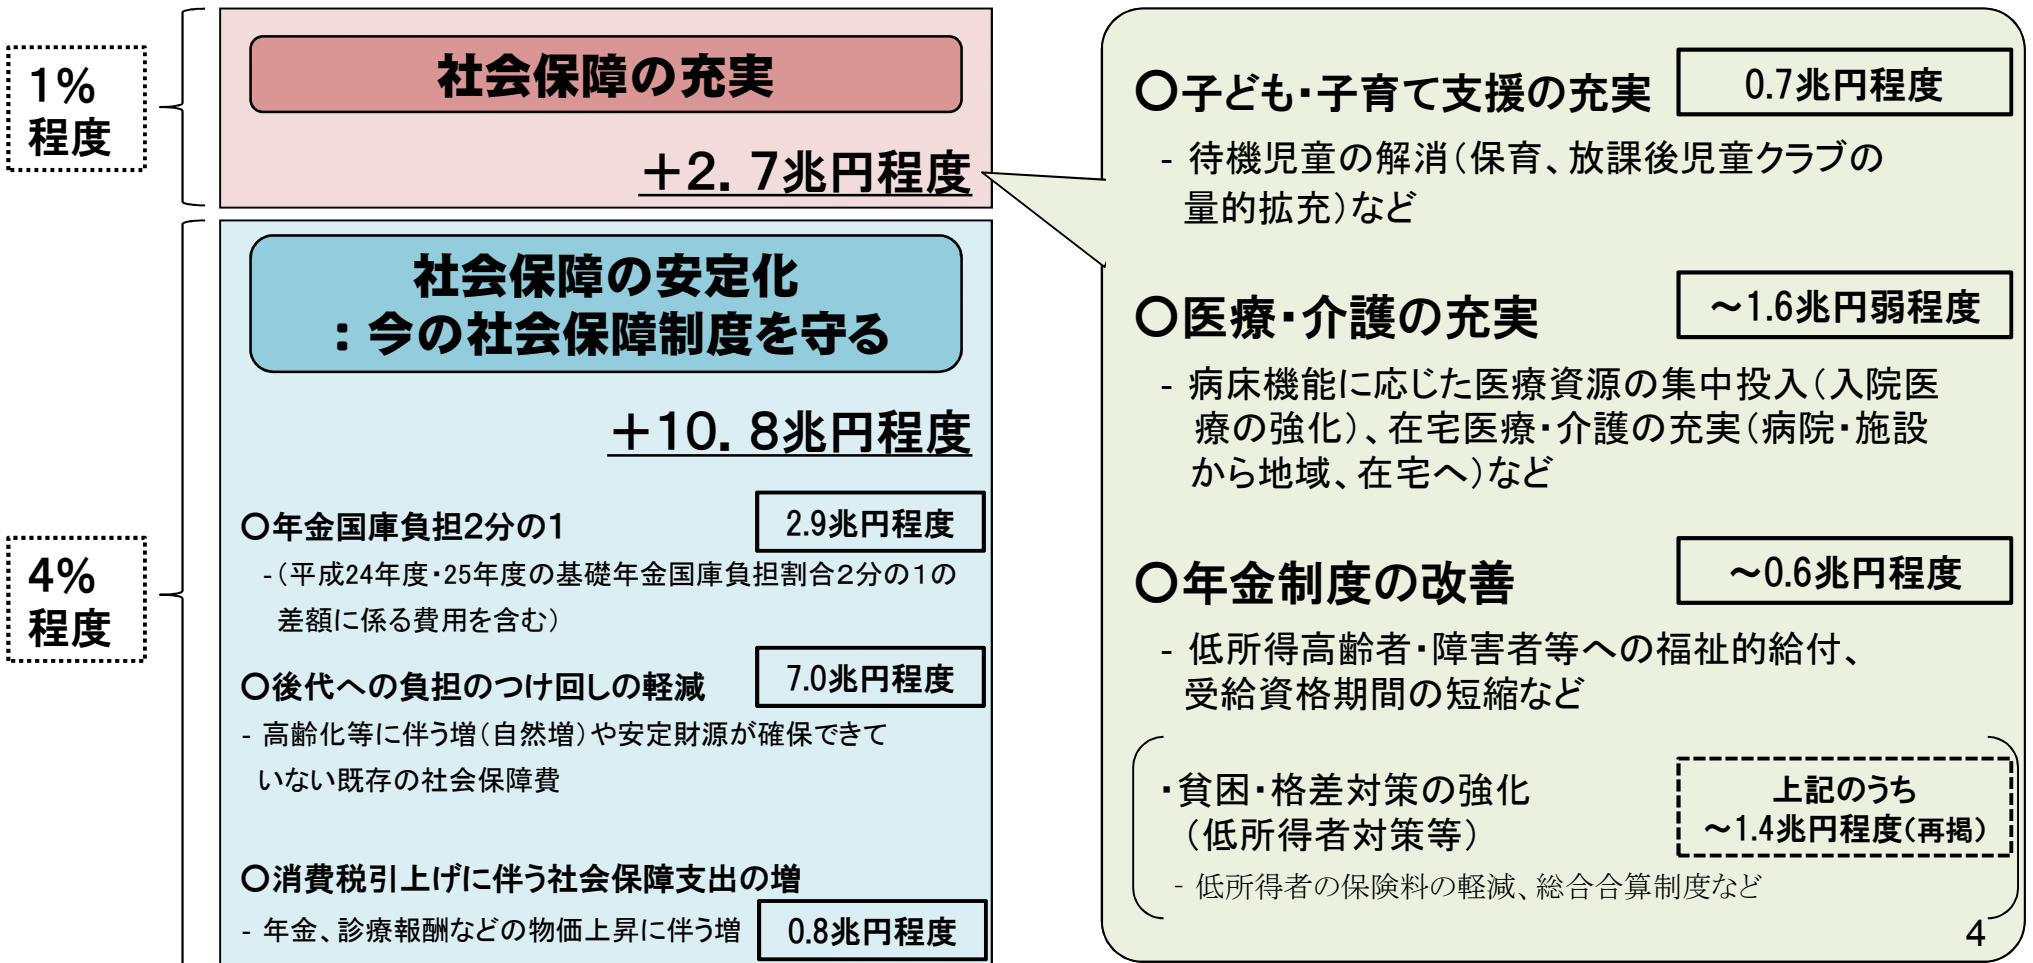 1%
程度
社会保障の充実
＋2．7兆円程度
4%
程度
社会保障の安定化
：今の社会保障制度を守る
＋10．8兆円程度
〇年金国庫負担2分の1
2.9兆円程度
-（平成24年度・25年度の基礎年金国庫負担割合2分の1の
差額に係る費用を含む）
〇後代への負担のつけ回しの軽減
7.0兆円程度
- 高齢化等に伴う増（自然増）や安定財源が確保できて
いない既存の社会保障費
〇消費税引上げに伴う社会保障支出の増
- 年金、診療報酬などの物価上昇に伴う増
0.8兆円程度
〇子ども・子育て支援の充実
0.7兆円程度
- 待機児童の解消（保育、放課後児童クラブの
量的拡充）など
〇医療・介護の充実
～1.6兆円弱程度
- 病床機能に応じた医療資源の集中投入（入院医
療の強化）、在宅医療・介護の充実（病院・施設
から地域、在宅へ）など
〇年金制度の改善
～0.6兆円程度
- 低所得高齢者・障害者等への福祉的給付、
受給資格期間の短縮など
・貧困・格差対策の強化
（低所得者対策等）
上記のうち
～1.4兆円程度（再掲）
- 低所得者の保険料の軽減、総合合算制度など
4